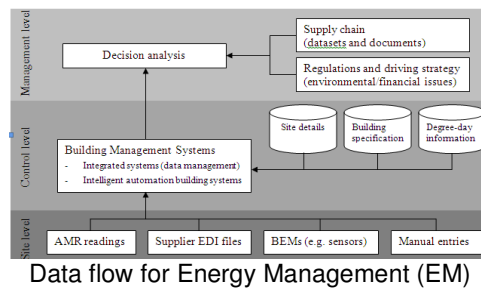 Management level
Decision analysis
Supply chain
(datasets and documents)
Regulations and driving strategy
(environmental/financial issues)
Control level
Building Management Systems
- Integrated systems (data management)
- Intelligent automation building systems
Site details
Building
specification
Degree-day
information
Site level
AMR readings
Supplier EDI files
BEMs (e.g. sensors)
Manual entries
Data flow for Energy Management (EM)